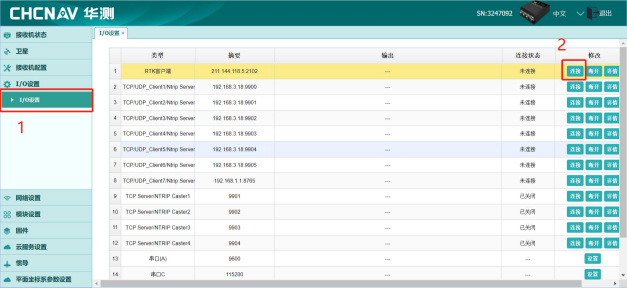 CHCNAV 华测 SN:3247092 中文 退出
接收机状态
卫星
接收机配置
I/O设置
I/O设置
1
网络设置
模块设置
固件
云服务设置
惯导
平面坐标系参数设置
I/O设置 ×
2
类型 摘要 输出 连接状态 修改
1 RTK客户端 211.144.118.5:2102 --- 未连接 连接 断开 详情
2 TCP/UDP_Client1/Ntrip Server 192.168.3.18:9900 --- 未连接 连接 断开 详情
3 TCP/UDP_Client2/Ntrip Server 192.168.3.18:9901 --- 未连接 连接 断开 详情
4 TCP/UDP_Client3/Ntrip Server 192.168.3.18:9902 --- 未连接 连接 断开 详情
5 TCP/UDP_Client4/Ntrip Server 192.168.3.18:9903 --- 未连接 连接 断开 详情
6 TCP/UDP_Client5/Ntrip Server 192.168.3.18:9904 --- 未连接 连接 断开 详情
7 TCP/UDP_Client6/Ntrip Server 192.168.3.18:9905 --- 未连接 连接 断开 详情
8 TCP/UDP_Client7/Ntrip Server 192.168.1.1:8765 --- 未连接 连接 断开 详情
9 TCP Server/NTRIP Caster1 9901 --- 已关闭 连接 断开 详情
10 TCP Server/NTRIP Caster2 9902 --- 已关闭 连接 断开 详情
11 TCP Server/NTRIP Caster3 9903 --- 已关闭 连接 断开 详情
12 TCP Server/NTRIP Caster4 9904 --- 已关闭 连接 断开 详情
13 串口(A) 9600 --- --- 设置
14 串口C 115200 --- --- 设置